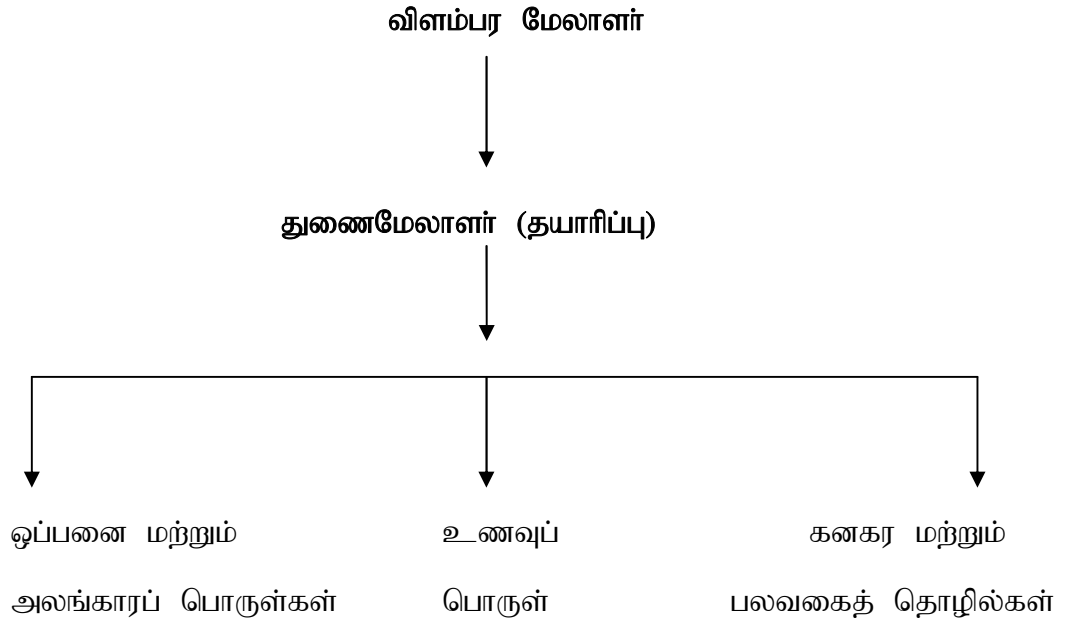 விளம்பர மேலாளர்
துணைமேலாளர் (தயாரிப்பு)
ஒப்பனை மற்றும்
அலங்காரப் பொருள்கள்
உணவுப்
பொருள்
கனகர மற்றும்
பலவகைத் தொழில்கள்